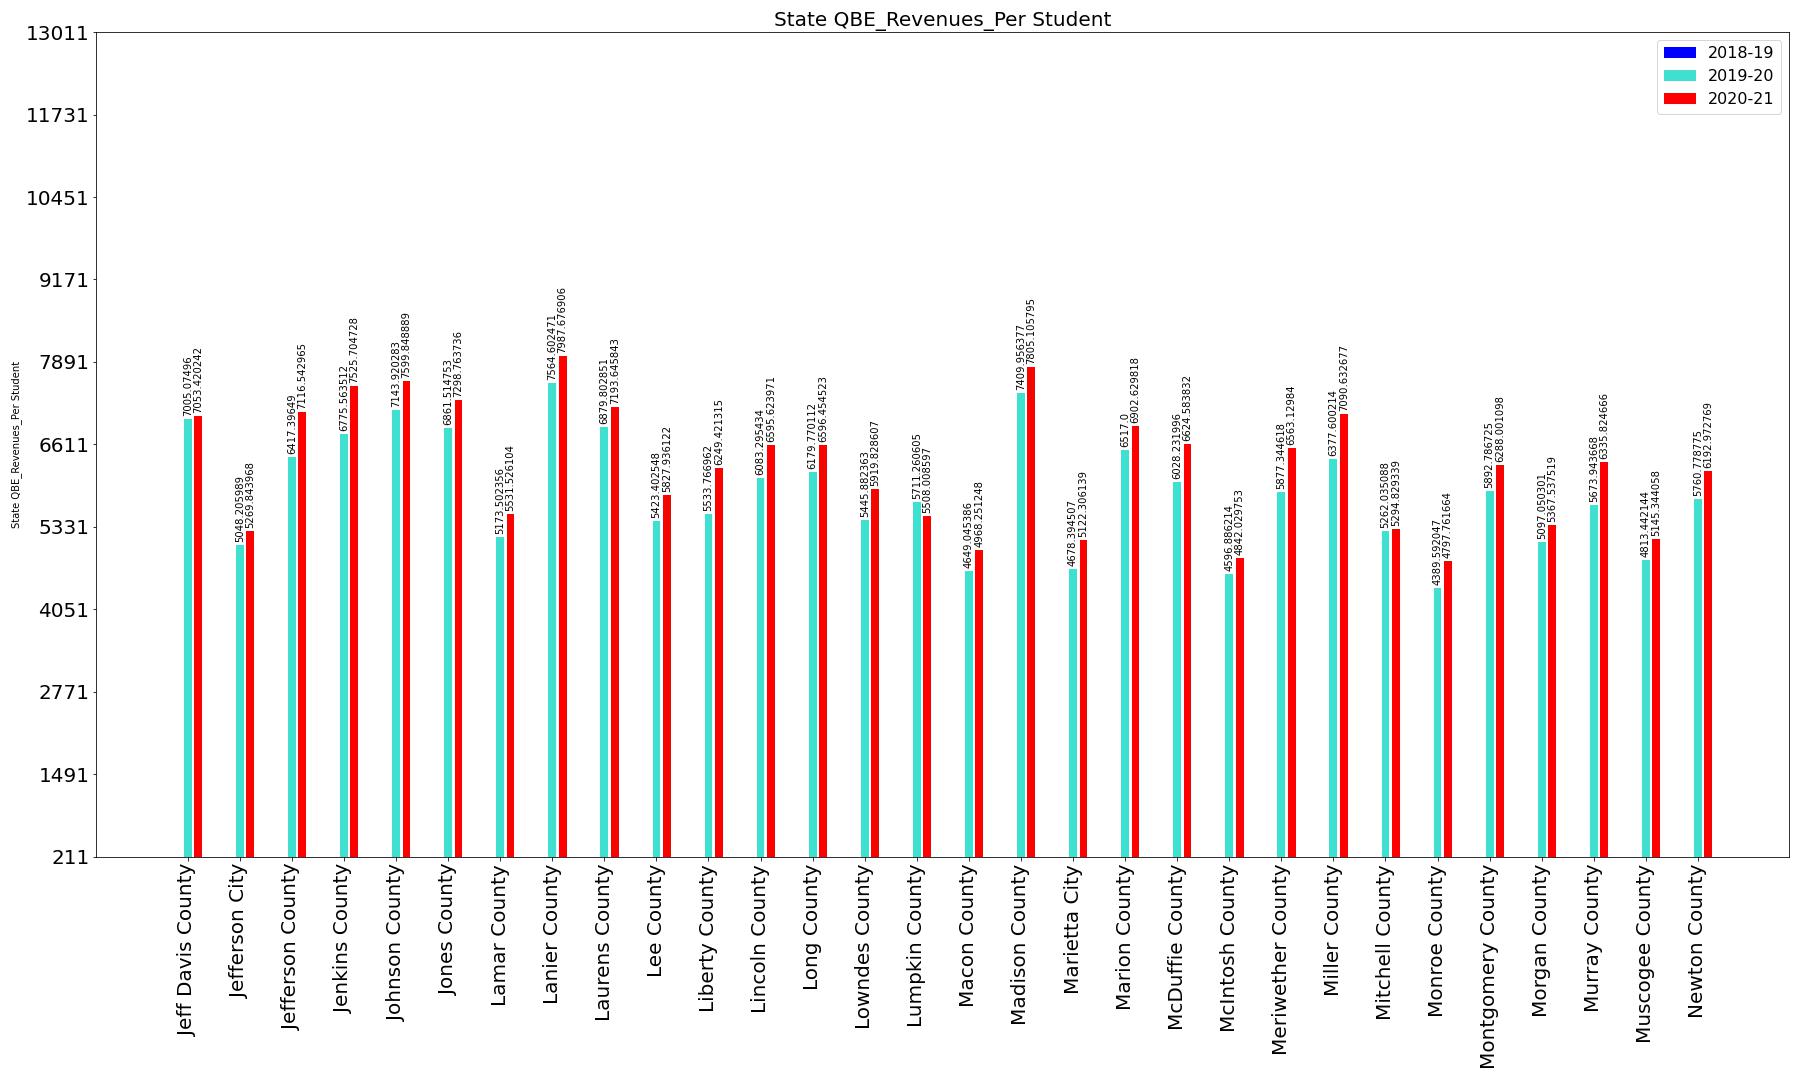 State QBE_Revenues_Per Student
2018-19
2019-20
2020-21
State QBE_Revenues_Per Student
13011
11731
10451
9171
7891
6611
5331
4051
2771
1491
211
7005.07496
7053.420242
5048.205989
5269.843968
6417.39649
7116.542965
6775.563512
7525.704728
7143.920283
7599.848889
6861.514753
7298.763736
5173.502356
5531.526104
7564.602471
7987.676906
6879.802851
7193.645843
5423.402548
5827.936122
5533.766962
6249.421315
6083.295434
6595.623971
6179.770112
6596.454523
5445.882363
5919.828607
5711.260605
5508.008597
4649.045386
4968.251248
7409.956377
7805.105795
4678.394507
5122.306139
6517.0
6902.629818
6028.231996
6624.583832
4596.886214
4842.029753
5877.344618
6563.12984
6377.600214
7090.632677
5262.035088
5294.829339
4389.592047
4797.761664
5892.786725
6288.001098
5097.050301
5367.537519
5673.943668
6335.824666
4813.442144
5145.344058
5760.778775
6192.972769
Jeff Davis County
Jefferson City
Jefferson County
Jenkins County
Johnson County
Jones County
Lamar County
Lanier County
Laurens County
Lee County
Liberty County
Lincoln County
Long County
Lowndes County
Lumpkin County
Macon County
Madison County
Marietta City
Marion County
McDuffie County
McIntosh County
Meriwether County
Miller County
Mitchell County
Monroe County
Montgomery County
Morgan County
Murray County
Muscogee County
Newton County